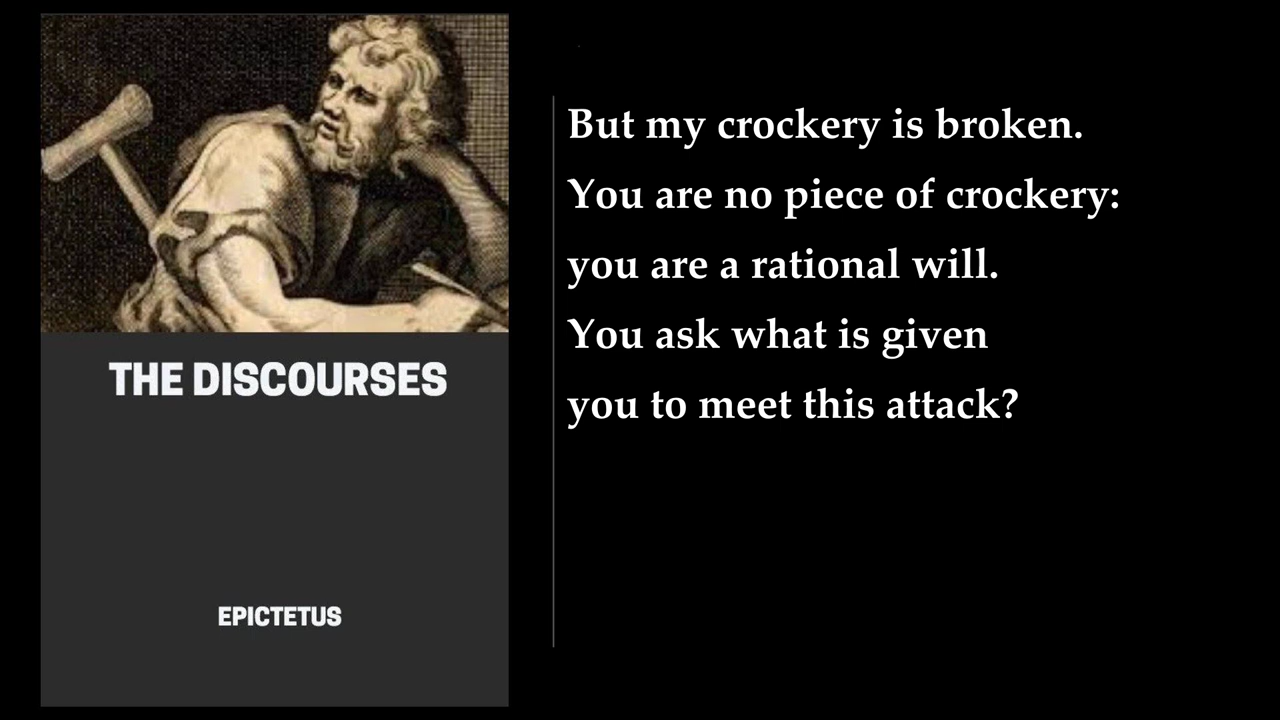 THE DISCOURSES
EPICTETUS
But my crockery is broken.
You are no piece of crockery:
you are a rational will.
You ask what is given
you to meet this attack?